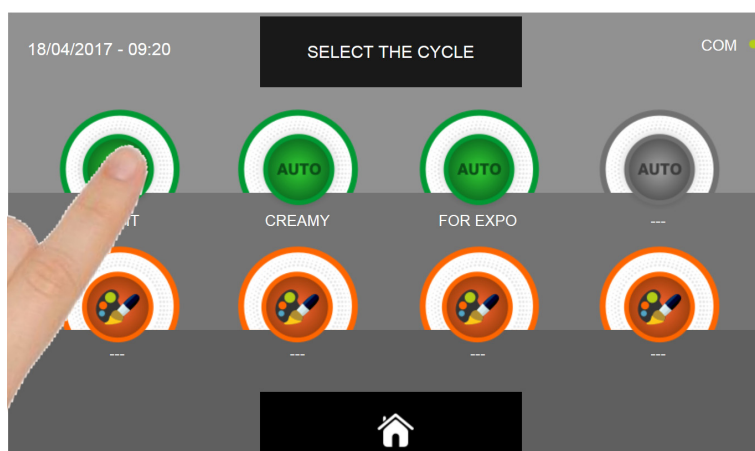 18/04/2017 - 09:20
SELECT THE CYCLE
COM
AUTO
AUTO
AUTO
CREAMY
FOR EXPO
---
---
---
---
---